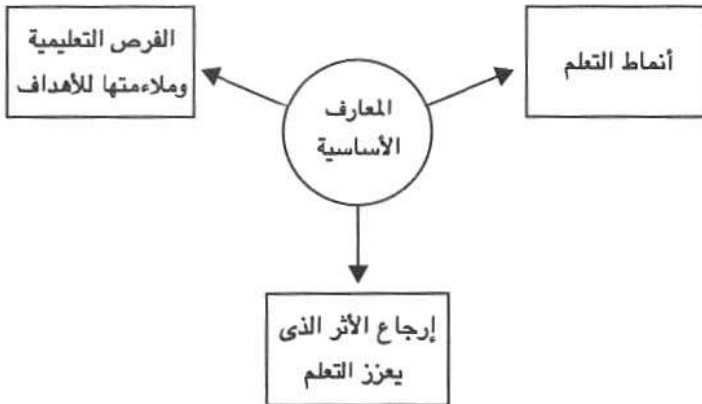 أنماط التعلم
الفرص التعليمية
وملاءمتها للأهداف
المعارف
الأساسية
إرجاع الأثر الذى
يعزز التعلم